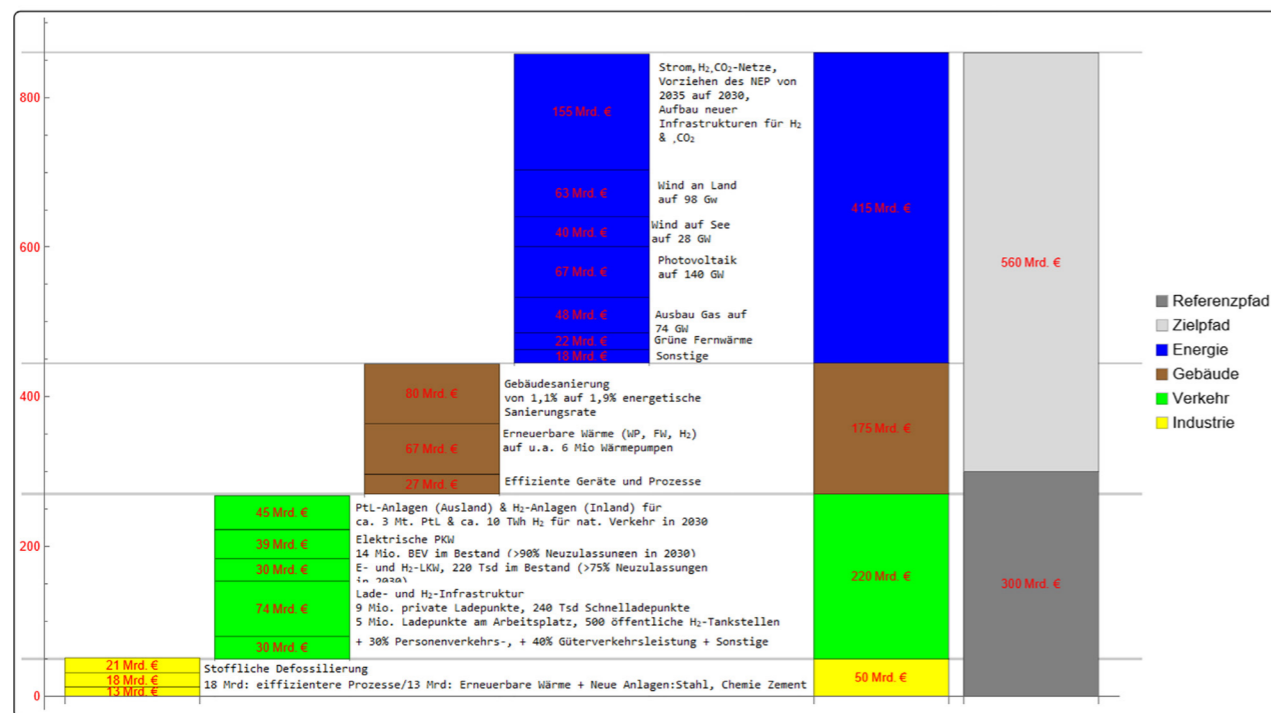 800
600
400
200
0
155 Mrd. €
63 Mrd. €
40 Mrd. €
67 Mrd. €
48 Mrd. €
22 Mrd. €
18 Mrd. €
Strom,H₂,CO₂-Netze,
Vorziehen des NEP von
2035 auf 2030,
Aufbau neuer
Infrastrukturen für H₂
& ,CO₂
Wind an Land
auf 98 Gw
Wind auf See
auf 28 GW
Photovoltaik
auf 140 GW
Ausbau Gas auf
74 GW
Grüne Fernwärme
Sonstige
80 Mrd. €
67 Mrd. €
27 Mrd. €
Gebäudesanierung
von 1,1% auf 1,9% energetische
Sanierungsrate
Erneuerbare Wärme (WP, FW, H₂)
auf u.a. 6 Mio Wärmepumpen
Effiziente Geräte und Prozesse
45 Mrd. €
39 Mrd. €
30 Mrd. €
74 Mrd. €
30 Mrd. €
PtL-Anlagen (Ausland) & H₂-Anlagen (Inland) für
ca. 3 Mt. PtL & ca. 10 TWh H₂ für nat. Verkehr in 2030
Elektrische PKW
14 Mio. BEV im Bestand (>90% Neuzulassungen in 2030)
E- und H₂-LKW, 220 Tsd im Bestand (>75% Neuzulassungen
in 2030)
Lade- und H₂-Infrastruktur
9 Mio. private Ladepunkte, 240 Tsd Schnelladepunkte
5 Mio. Ladepunkte am Arbeitsplatz, 500 öffentliche H₂-Tankstellen
+ 30% Personenverkehrs-, + 40% Güterverkehrsleistung + Sonstige
21 Mrd. €
18 Mrd. €
13 Mrd. €
Stoffliche Defossilierung
18 Mrd: eiffizientere Prozesse/13 Mrd: Erneuerbare Wärme + Neue Anlagen:Stahl, Chemie Zement
415 Mrd. €
175 Mrd. €
220 Mrd. €
50 Mrd. €
560 Mrd. €
300 Mrd. €
Referenzpfad
Zielpfad
Energie
Gebäude
Verkehr
Industrie